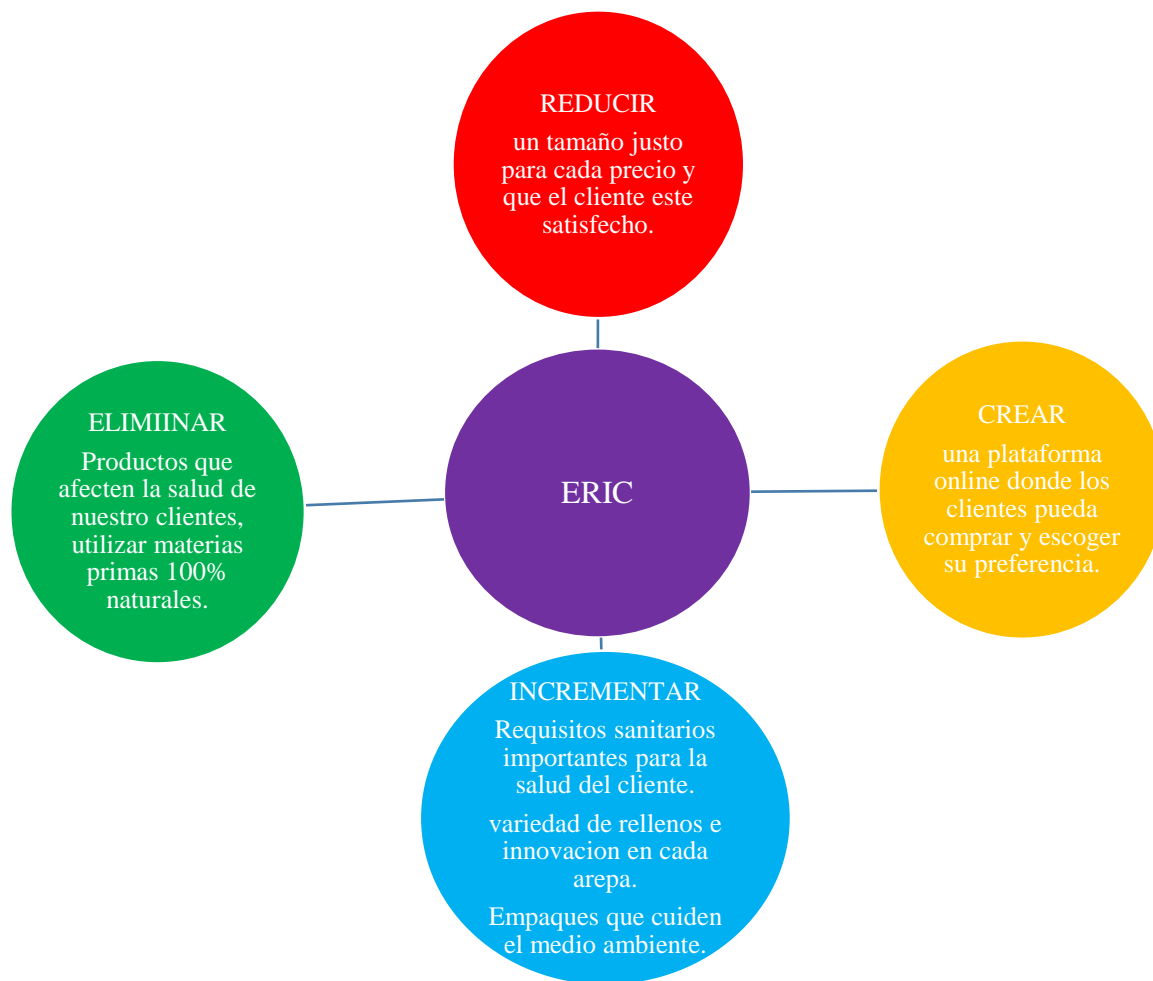 REDUCIR
un tamaño justo
para cada precio y
que el cliente este
satisfecho.
ELIMIINAR
Productos que
afecten la salud de
nuestro clientes,
utilizar materias
primas 100%
naturales.
ERIC
CREAR
una plataforma
online donde los
clientes pueda
comprar y escoger
su preferencia.
INCREMENTAR
Requisitos sanitarios
importantes para la
salud del cliente.
variedad de rellenos e
innovacion en cada
arepa.
Empaques que cuiden
el medio ambiente.